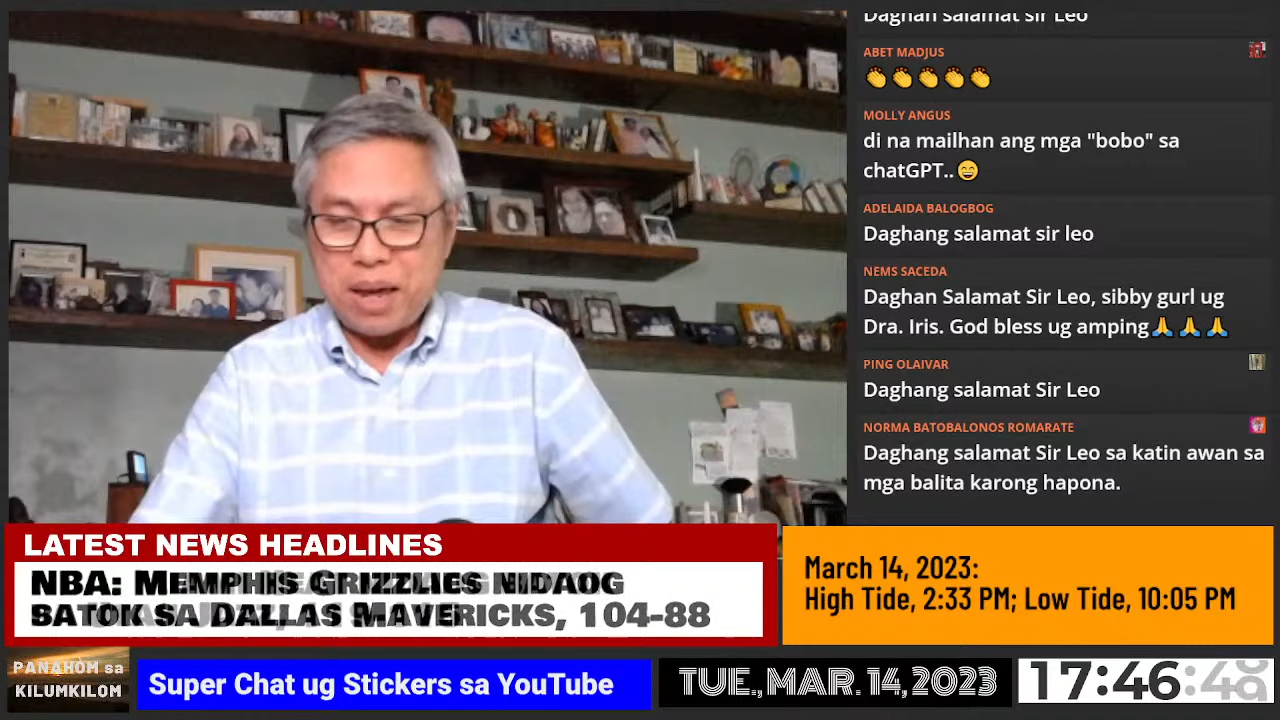 Daghan salamat Sir Leo
ABET MADJUS
👏👏👏👏👏
MOLLY ANGUS
di na mailhan ang mga "bobo" sa
chatGPT..😄
ADELAIDA BALOGBOG
Daghang salamat sir leo
NEMS SACEDA
Daghan Salamat Sir Leo, sibby gurl ug
Dra. Iris. God bless ug amping🙏🙏🙏
PING OLAIVAR
Daghang salamat Sir Leo
NORMA BATOBALONOS ROMARATE
Daghang salamat Sir Leo sa katin awan sa
mga balita karong hapona.
LATEST NEWS HEADLINES
NBA: MEMPHIS GRIZZLIES NIDAOG
BATOK SA DALLAS MAVERICKS, 104-88
March 14, 2023:
High Tide, 2:33 PM; Low Tide, 10:05 PM
PANAHOM sa
KILUMKILOM
Super Chat ug Stickers sa YouTube
TUE., MAR. 14, 2023
17:46